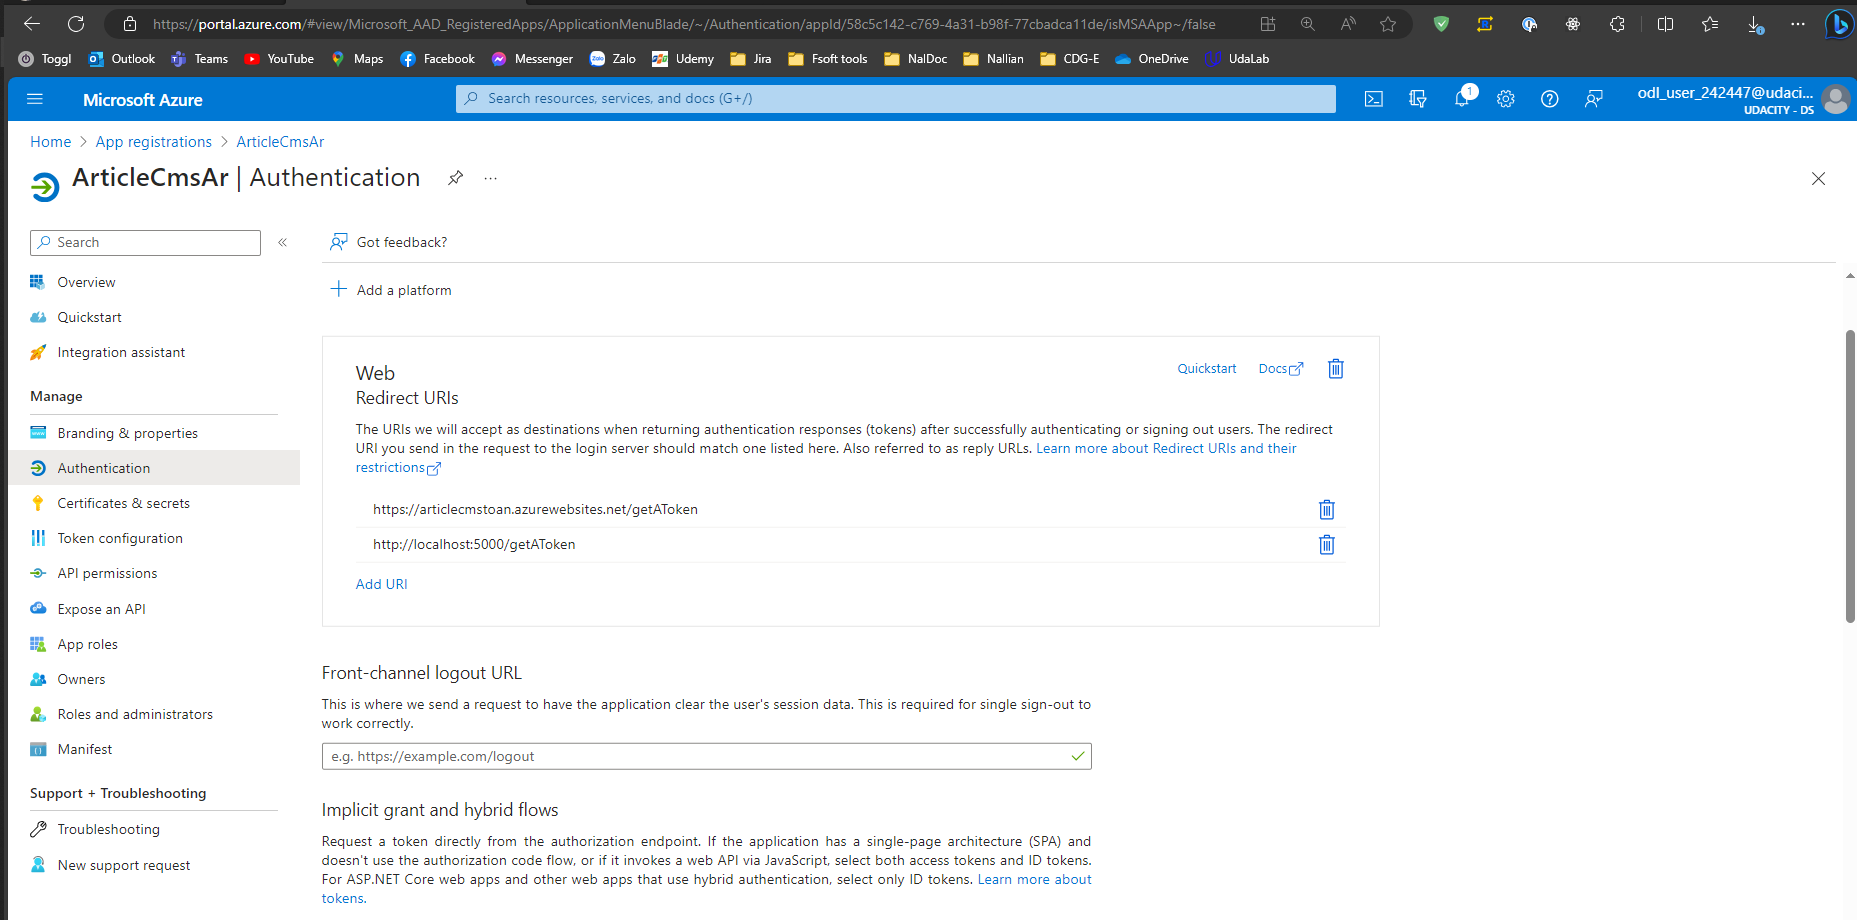 https://portal.azure.com/#view/Microsoft_AAD_RegisteredApps/ApplicationMenuBlade/~/Authentication/appId/58c5c142-c769-4a31-b98f-77cbadca11de/isMSAApp~/false
Toggl Outlook Teams YouTube Maps Facebook Messenger Zalo Udemy Jira Fsoft tools NalDoc Nallian CDG-E OneDrive UdaLab
Microsoft Azure
Search resources, services, and docs (G+/)
1
odl_user_242447@udaci...
UDACITY - DS
Home > App registrations > ArticleCmsAr
ArticleCmsAr | Authentication
Search
Got feedback?
Overview
Quickstart
Integration assistant
Manage
Branding & properties
Authentication
Certificates & secrets
Token configuration
API permissions
Expose an API
App roles
Owners
Roles and administrators
Manifest
Support + Troubleshooting
Troubleshooting
New support request
Add a platform
Web
Quickstart Docs
Redirect URIs
The URIs we will accept as destinations when returning authentication responses (tokens) after successfully authenticating or signing out users. The redirect
URI you send in the request to the login server should match one listed here. Also referred to as reply URLs. Learn more about Redirect URIs and their
restrictions
https://articlecmstoan.azurewebsites.net/getAToken
http://localhost:5000/getAToken
Add URI
Front-channel logout URL
This is where we send a request to have the application clear the user's session data. This is required for single sign-out to
work correctly.
e.g. https://example.com/logout
Implicit grant and hybrid flows
Request a token directly from the authorization endpoint. If the application has a single-page architecture (SPA) and
doesn't use the authorization code flow, or if it invokes a web API via JavaScript, select both access tokens and ID tokens.
For ASP.NET Core web apps and other web apps that use hybrid authentication, select only ID tokens. Learn more about
tokens.